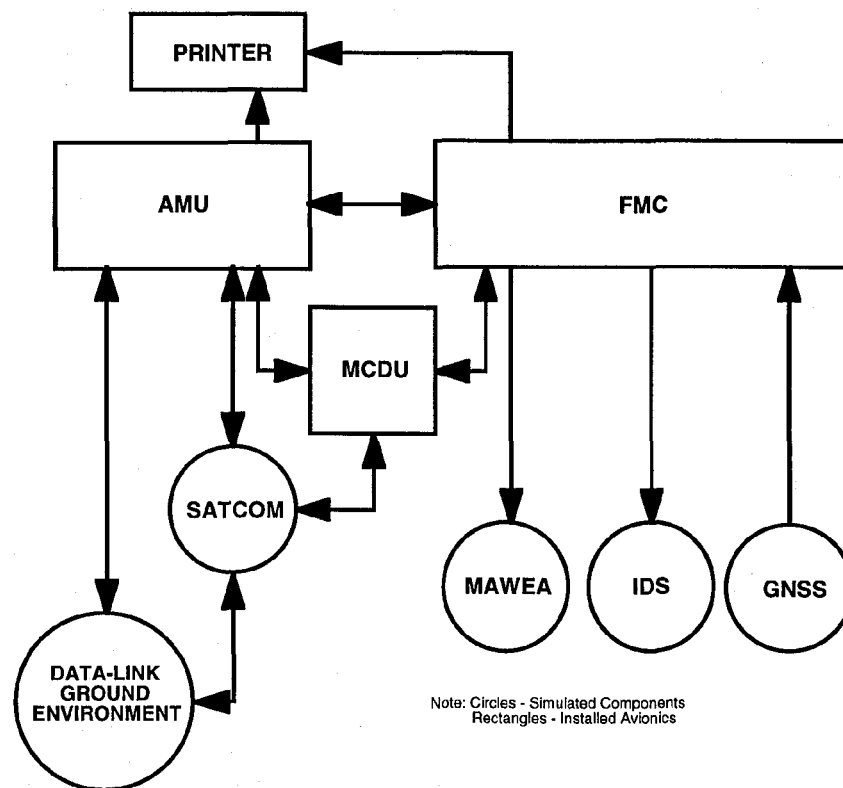 PRINTER
AMU
FMC
MCDU
SATCOM
MAWEA
IDS
GNSS
DATA-LINK
GROUND
ENVIRONMENT
Note: Circles - Simulated Components
Rectangles - Installed Avionics